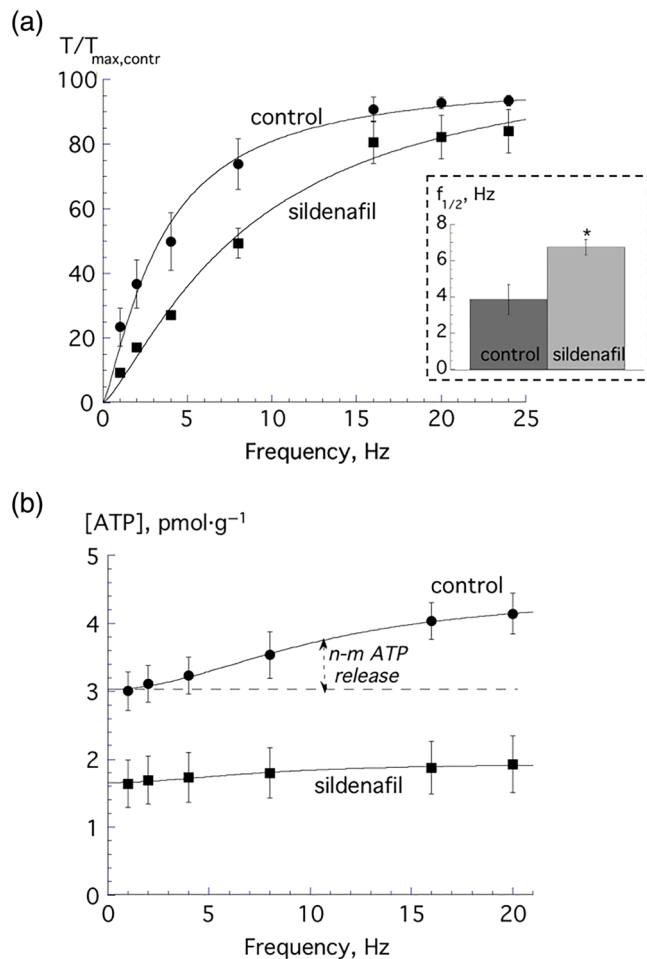 (a)
T/Tmax,contr
100
80
60
40
20
0
control
sildenafil
f1/2, Hz
8
6
4
2
0
*
control sildenafil
0 5 10 15 20 25
Frequency, Hz
(b)
[ATP], pmol·g⁻¹
5
4
3
2
1
0
control
n-m ATP
release
sildenafil
0 5 10 15 20
Frequency, Hz